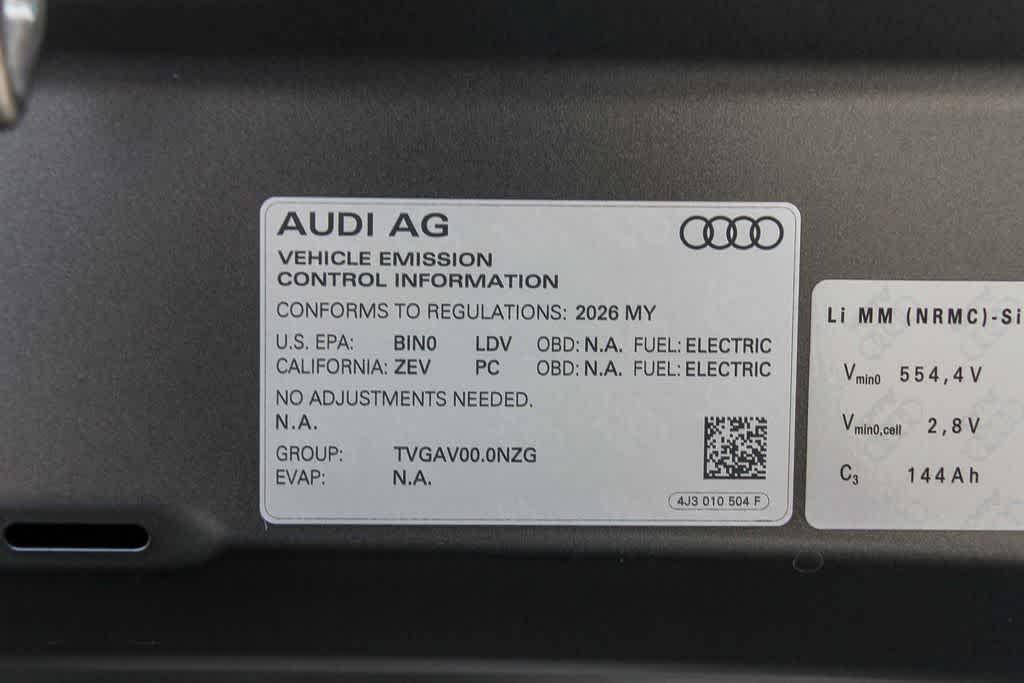 AUDI AG
VEHICLE EMISSION
CONTROL INFORMATION
CONFORMS TO REGULATIONS: 2026 MY
U.S. EPA: BIN0 LDV OBD: N.A. FUEL: ELECTRIC
CALIFORNIA: ZEV PC OBD: N.A. FUEL: ELECTRIC
NO ADJUSTMENTS NEEDED.
N.A.
GROUP: TVGAV00.0NZG
EVAP: N.A.
4J3 010 504 F
Li MM (NRMC)-Si
Vmin0 554,4V
Vmin0,cell 2,8V
C3 144Ah